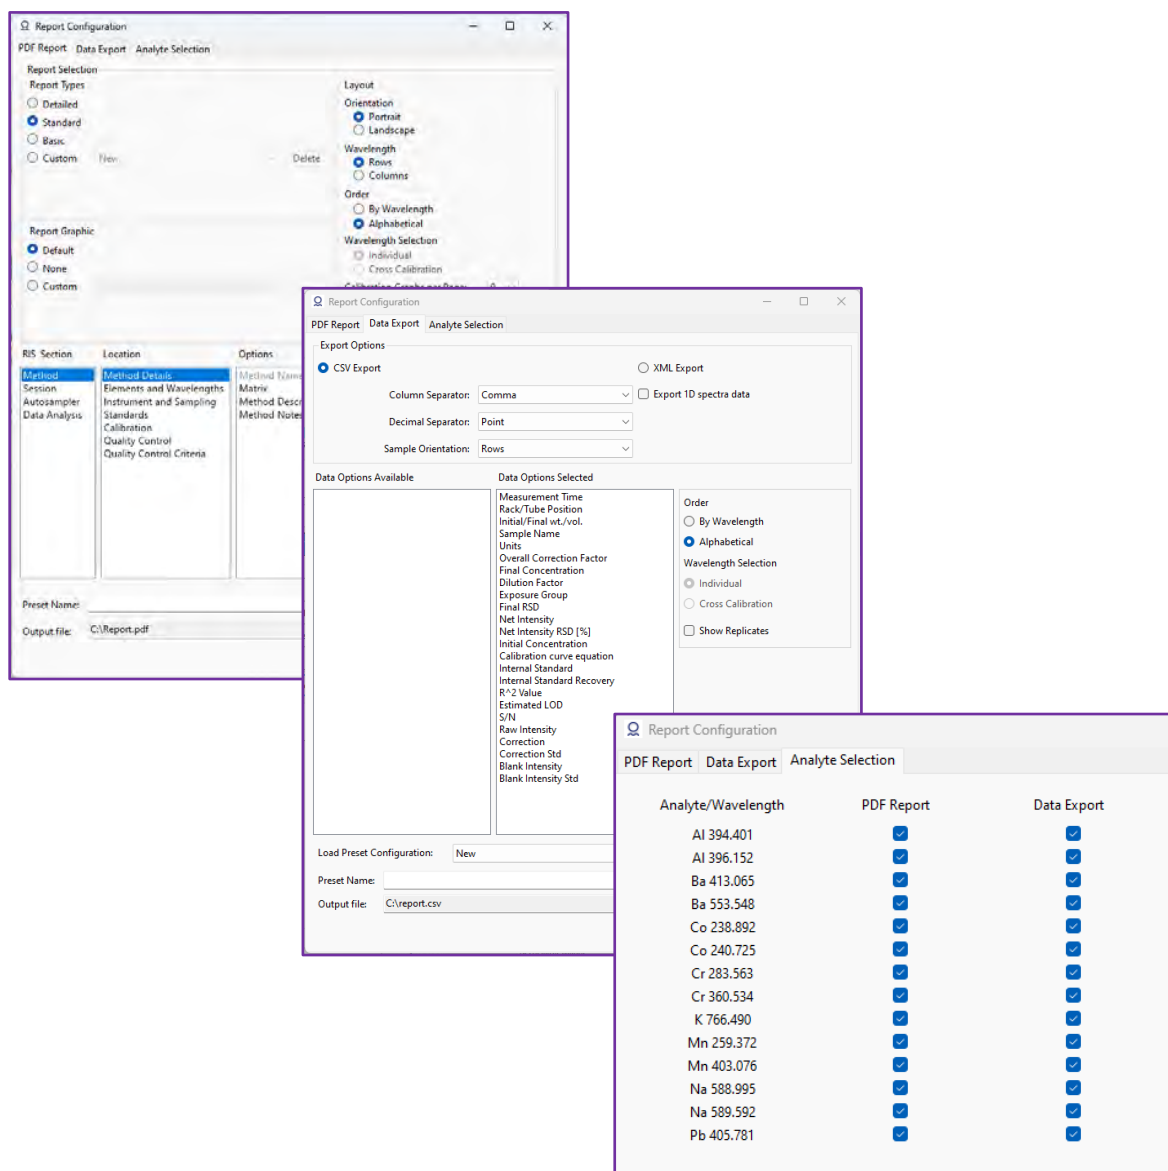 Report Configuration
PDF Report Data Export Analyte Selection
Report Selection
Report Types
Detailed
Standard
Basic
Custom New Delete
Layout
Orientation
Portrait
Landscape
Wavelength
Rows
Columns
Order
By Wavelength
Alphabetical
Wavelength Selection
Individual
Cross Calibration
Report Graphic
Default
None
Custom
RIS Section
Method
Session
Autosampler
Data Analysis
Location
Method Details
Elements and Wavelengths
Instrument and Sampling
Standards
Calibration
Quality Control
Quality Control Criteria
Options
Method Name
Matrix
Method Descr
Method Notes
Preset Name:
Output file: C:\Report.pdf
Report Configuration
PDF Report Data Export Analyte Selection
Export Options
CSV Export
XML Export
Column Separator: Comma
Export 1D spectra data
Decimal Separator: Point
Sample Orientation: Rows
Data Options Available
Data Options Selected
Measurement Time
Rack/Tube Position
Initial/Final wt./vol.
Sample Name
Units
Overall Correction Factor
Final Concentration
Dilution Factor
Exposure Group
Final RSD
Net Intensity
Net Intensity RSD [%]
Initial Concentration
Calibration curve equation
Internal Standard
Internal Standard Recovery
R^2 Value
Estimated LOD
S/N
Raw Intensity
Correction
Correction Std
Blank Intensity
Blank Intensity Std
Order
By Wavelength
Alphabetical
Wavelength Selection
Individual
Cross Calibration
Show Replicates
Load Preset Configuration: New
Preset Name:
Output file: C:\report.csv
Report Configuration
PDF Report Data Export Analyte Selection
Analyte/Wavelength PDF Report Data Export
Al 394.401
Al 396.152
Ba 413.065
Ba 553.548
Co 238.892
Co 240.725
Cr 283.563
Cr 360.534
K 766.490
Mn 259.372
Mn 403.076
Na 588.995
Na 589.592
Pb 405.781